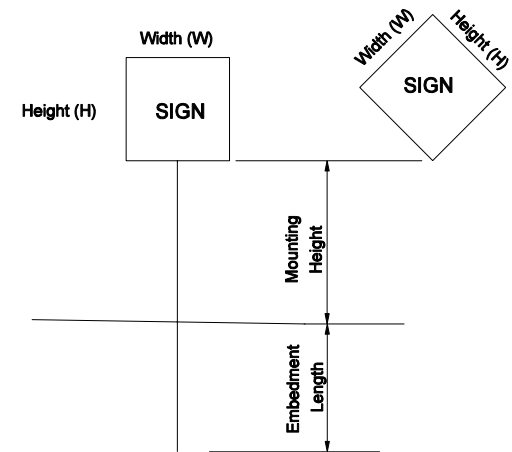 Width (W)
Height (H)
SIGN
Width (W)
Height (H)
SIGN
Mounting
Height
Embedment
Length